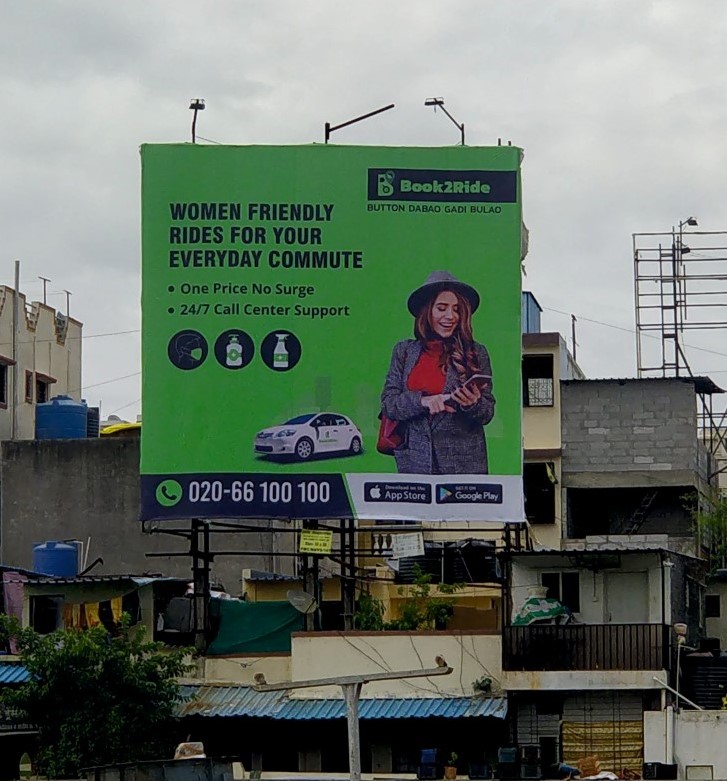 Book2Ride
BUTTON DABAO GADI BULAO
WOMEN FRIENDLY
RIDES FOR YOUR
EVERYDAY COMMUTE
• One Price No Surge
• 24/7 Call Center Support
020-66 100 100
Download on the
App Store
GET IT ON
Google Play